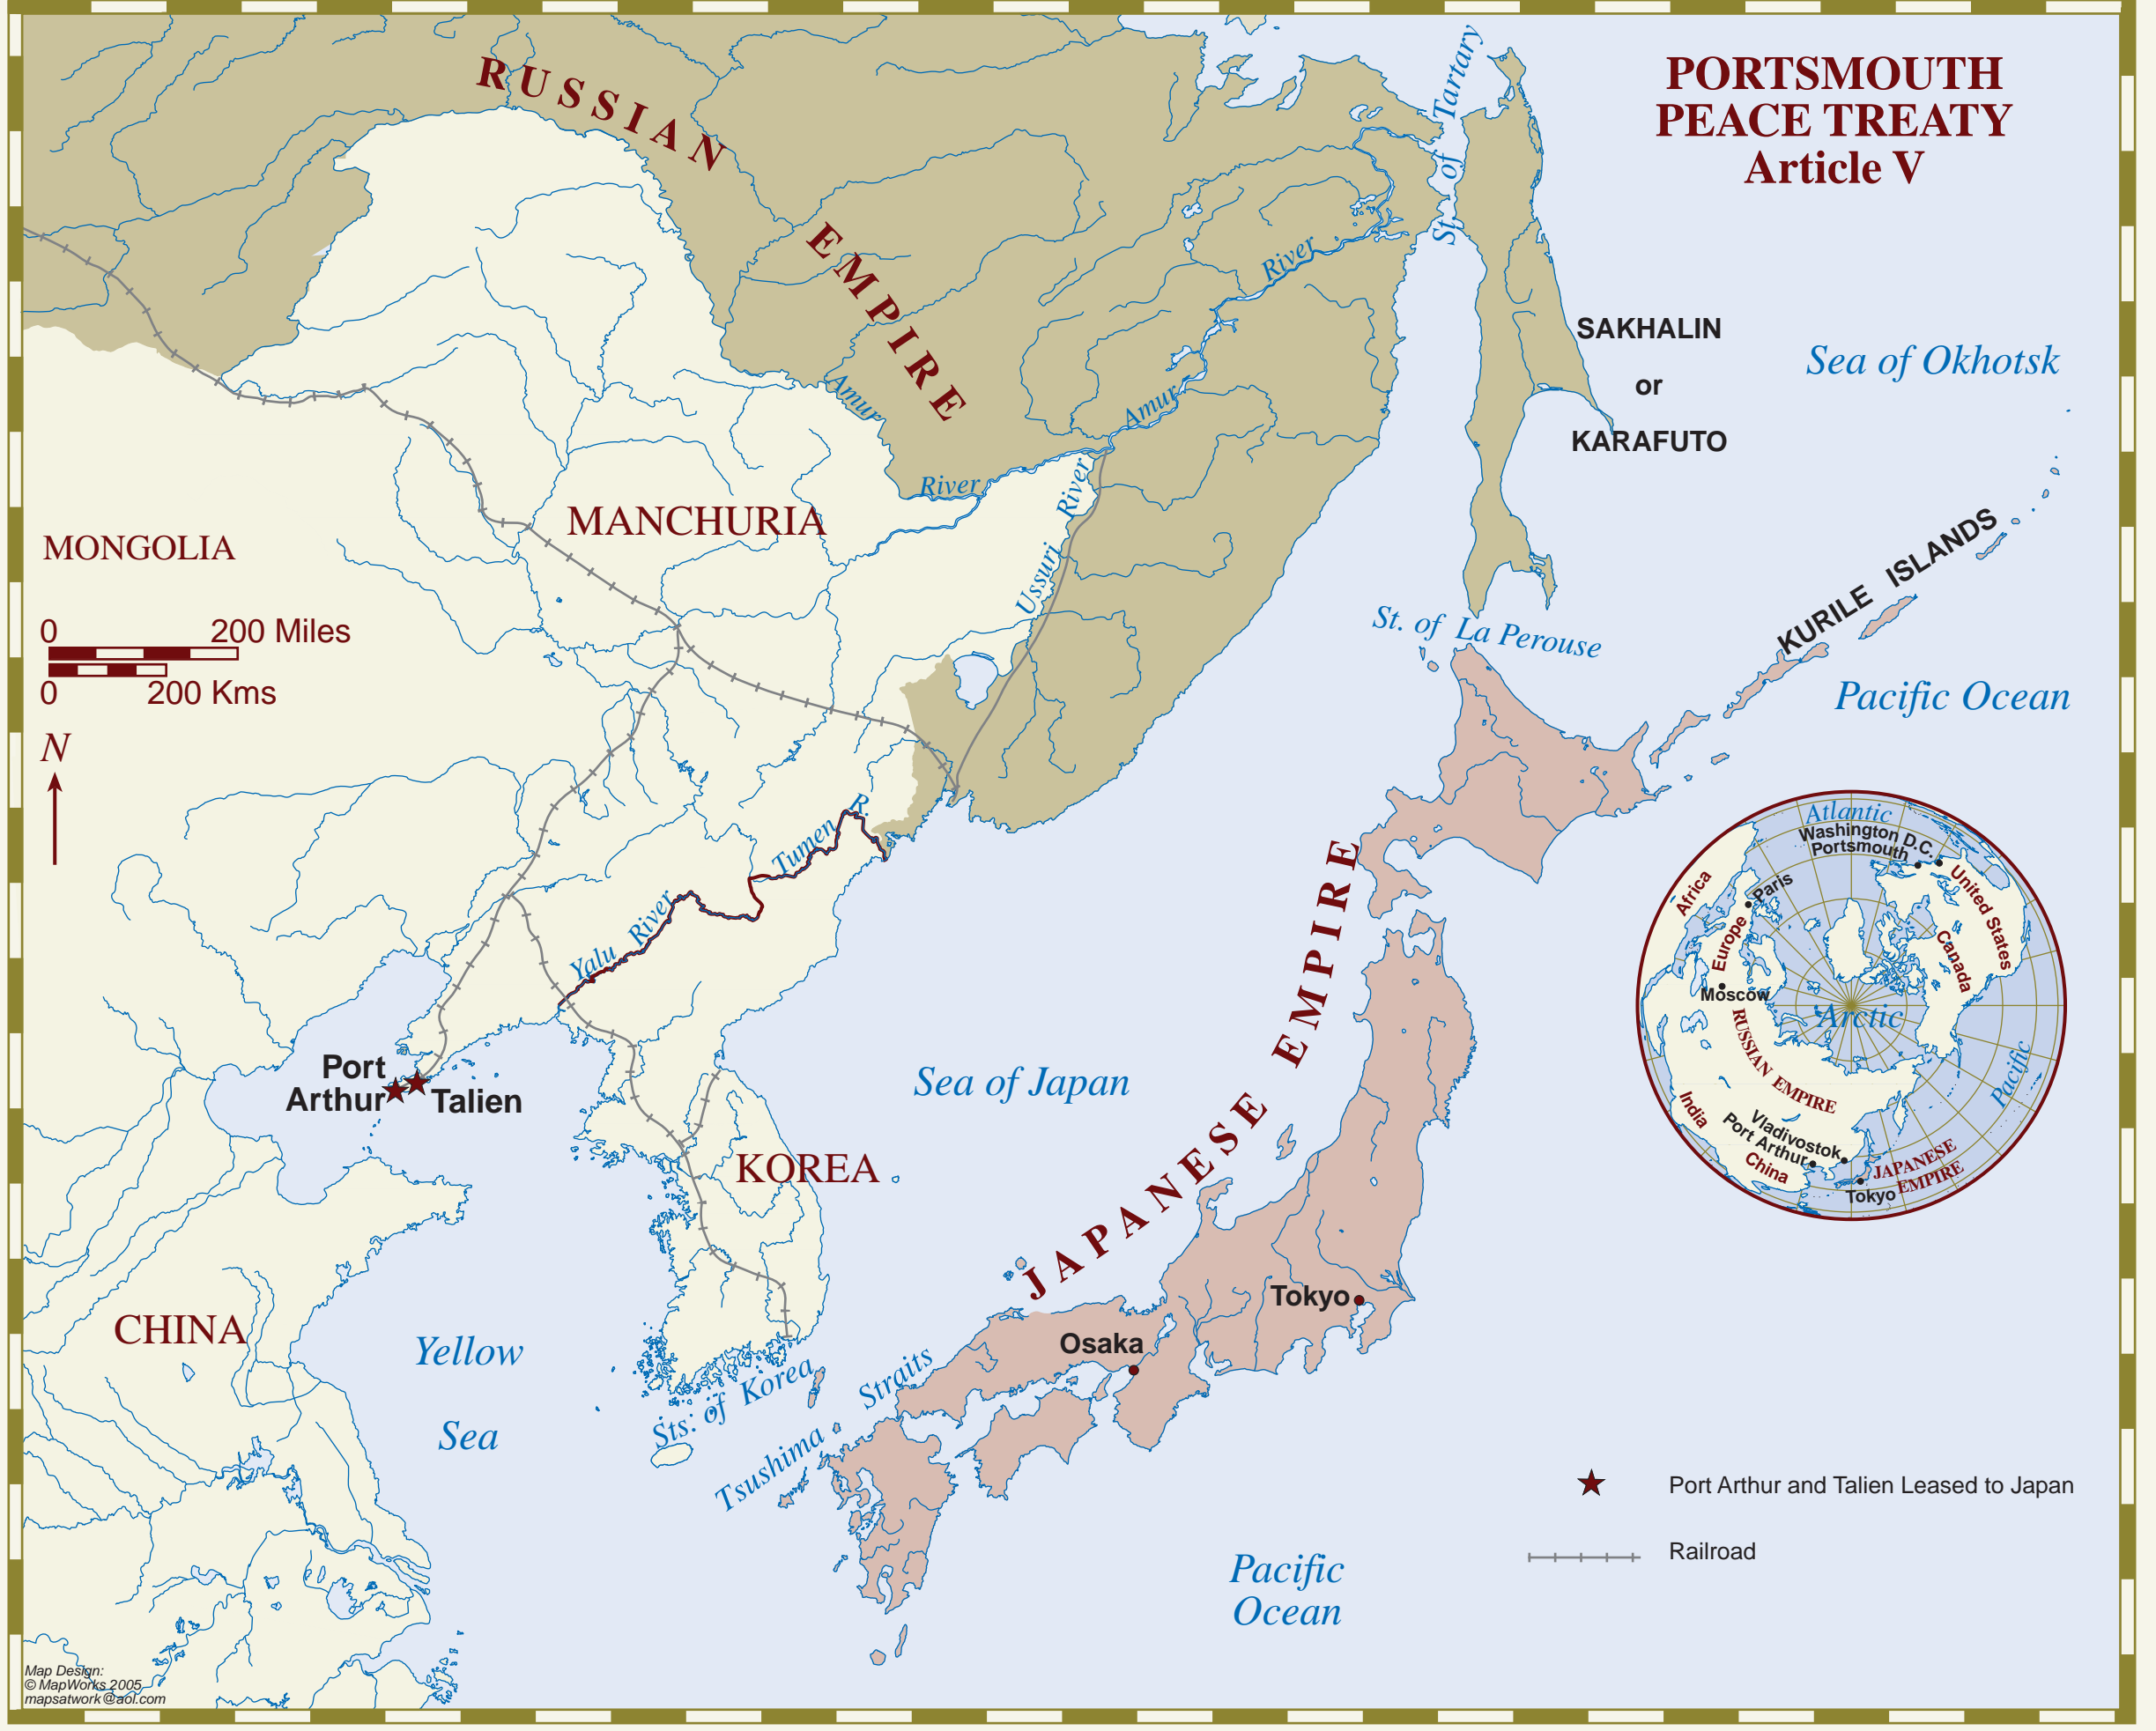 PORTSMOUTH
PEACE TREATY
Article V
RUSSIAN
EMPIRE
St. of Tartary
SAKHALIN
or
KARAFUTO
Sea of Okhotsk
Amur
River
Amur
River
Ussuri River
MANCHURIA
MONGOLIA
0 200 Miles
0 200 Kms
N
St. of La Perouse
KURILE ISLANDS
Pacific Ocean
Tumen R.
Yalu River
Port
Arthur
Talien
Sea of Japan
JAPANESE EMPIRE
KOREA
CHINA
Yellow
Sea
Sts. of Korea
Tsushima Straits
Tokyo
Osaka
Pacific
Ocean
Atlantic
Washington D.C.
Portsmouth
Paris
Africa
Europe
United States
Canada
Moscow
Arctic
RUSSIAN EMPIRE
Pacific
India
Vladivostok
Port Arthur
China
JAPANESE
EMPIRE
Tokyo
Port Arthur and Talien Leased to Japan
Railroad
Map Design:
© MapWorks 2005
mapsatwork@aol.com